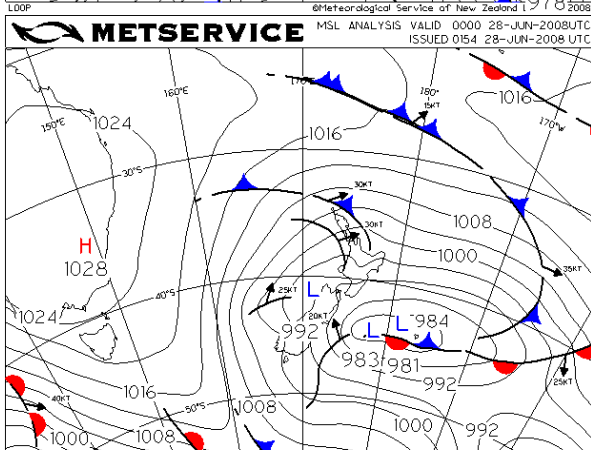 LOOP ©Meteorological Service of New Zealand L 2008
978
METSERVICE
MSL ANALYSIS VALID 0000 28-JUN-2008UTC
ISSUED 0154 28-JUN-2008 UTC
180°
160°E
1016
15KT
150°E
1024
170°W
1016
30°S
30KT
1008
30KT
H
1000
1028
35KT
25KT
40°S
L
1024
20KT
L
984
992
L
983
981
25KT
992
1016
40KT
1008
50°S
1000
992
1000
1008